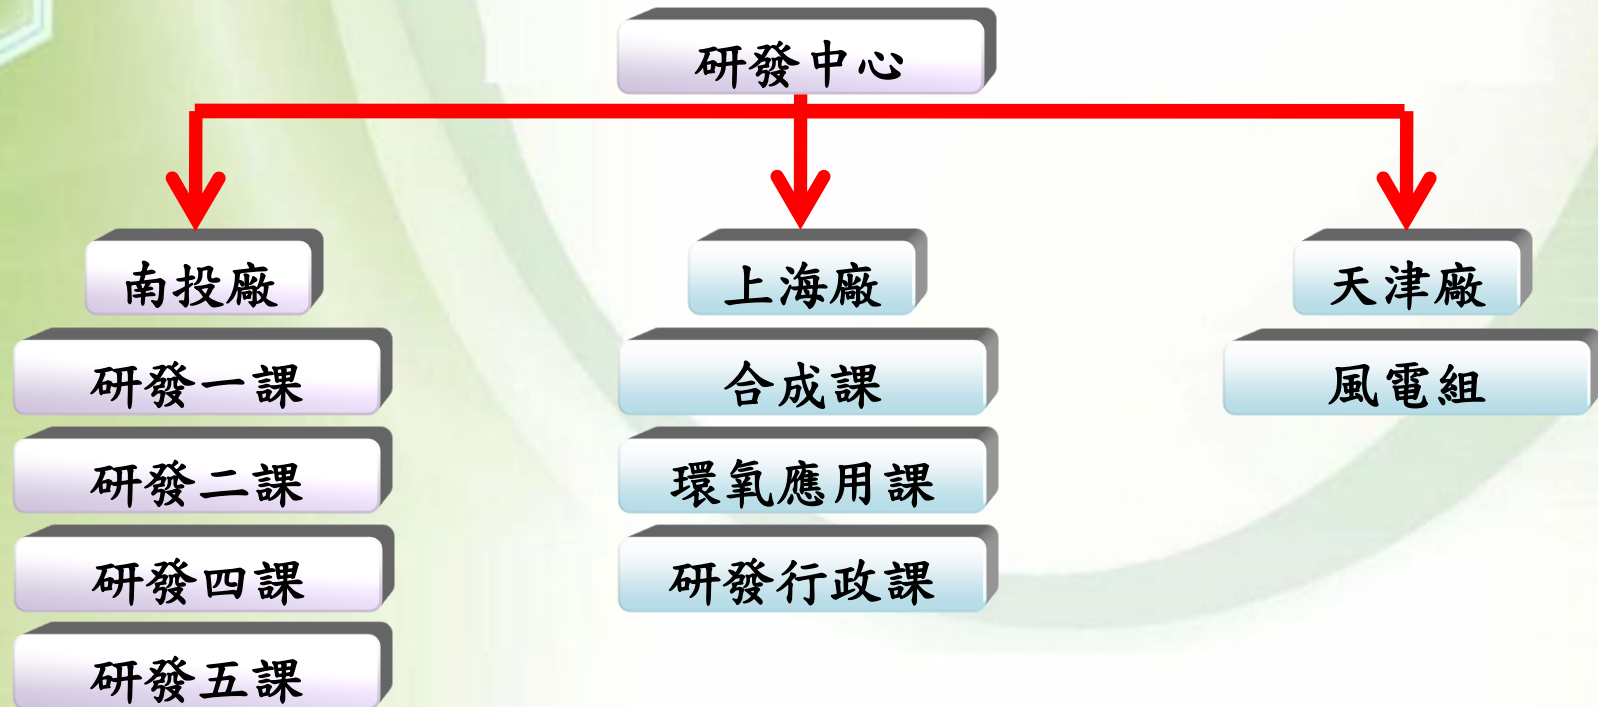 研發中心
南投廠
研發一課
研發二課
研發四課
研發五課
上海廠
合成課
環氧應用課
研發行政課
天津廠
風電組